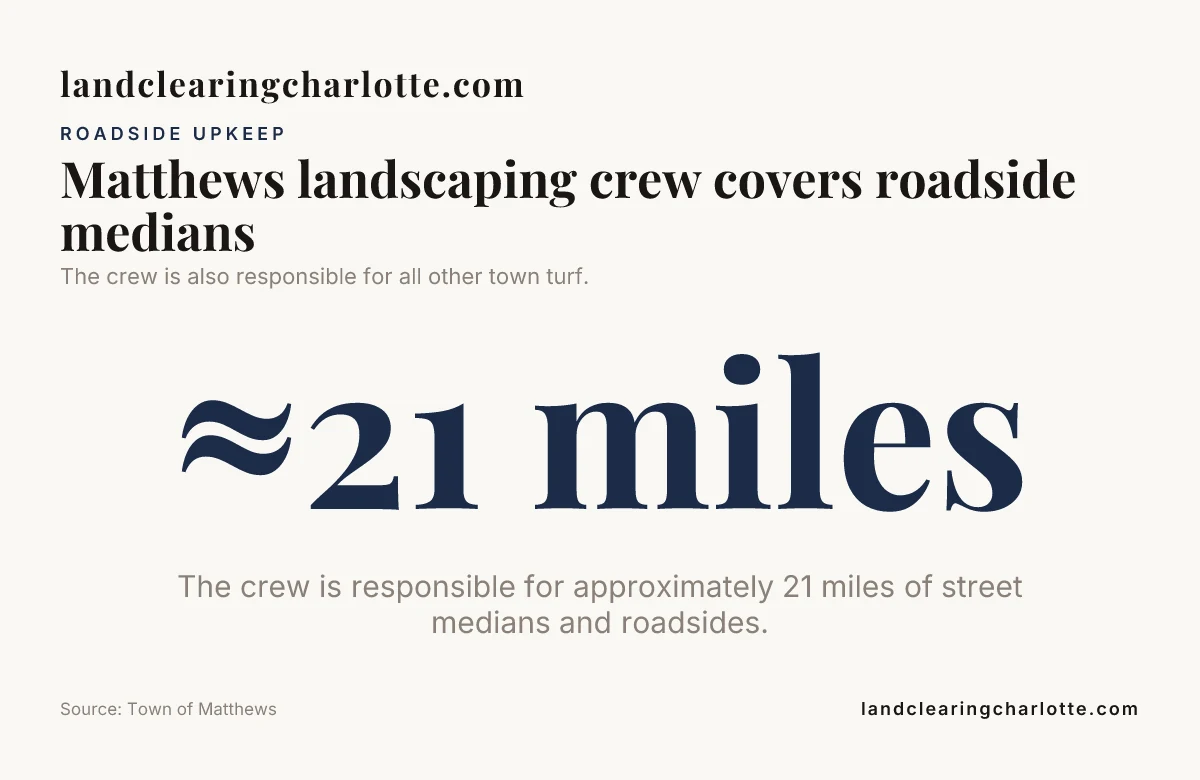 landclearingcharlotte.com
ROADSIDE UPKEEP
Matthews landscaping crew covers roadside
medians
The crew is also responsible for all other town turf.
≈21 miles
The crew is responsible for approximately 21 miles of street
medians and roadsides.
Source: Town of Matthews
landclearingcharlotte.com